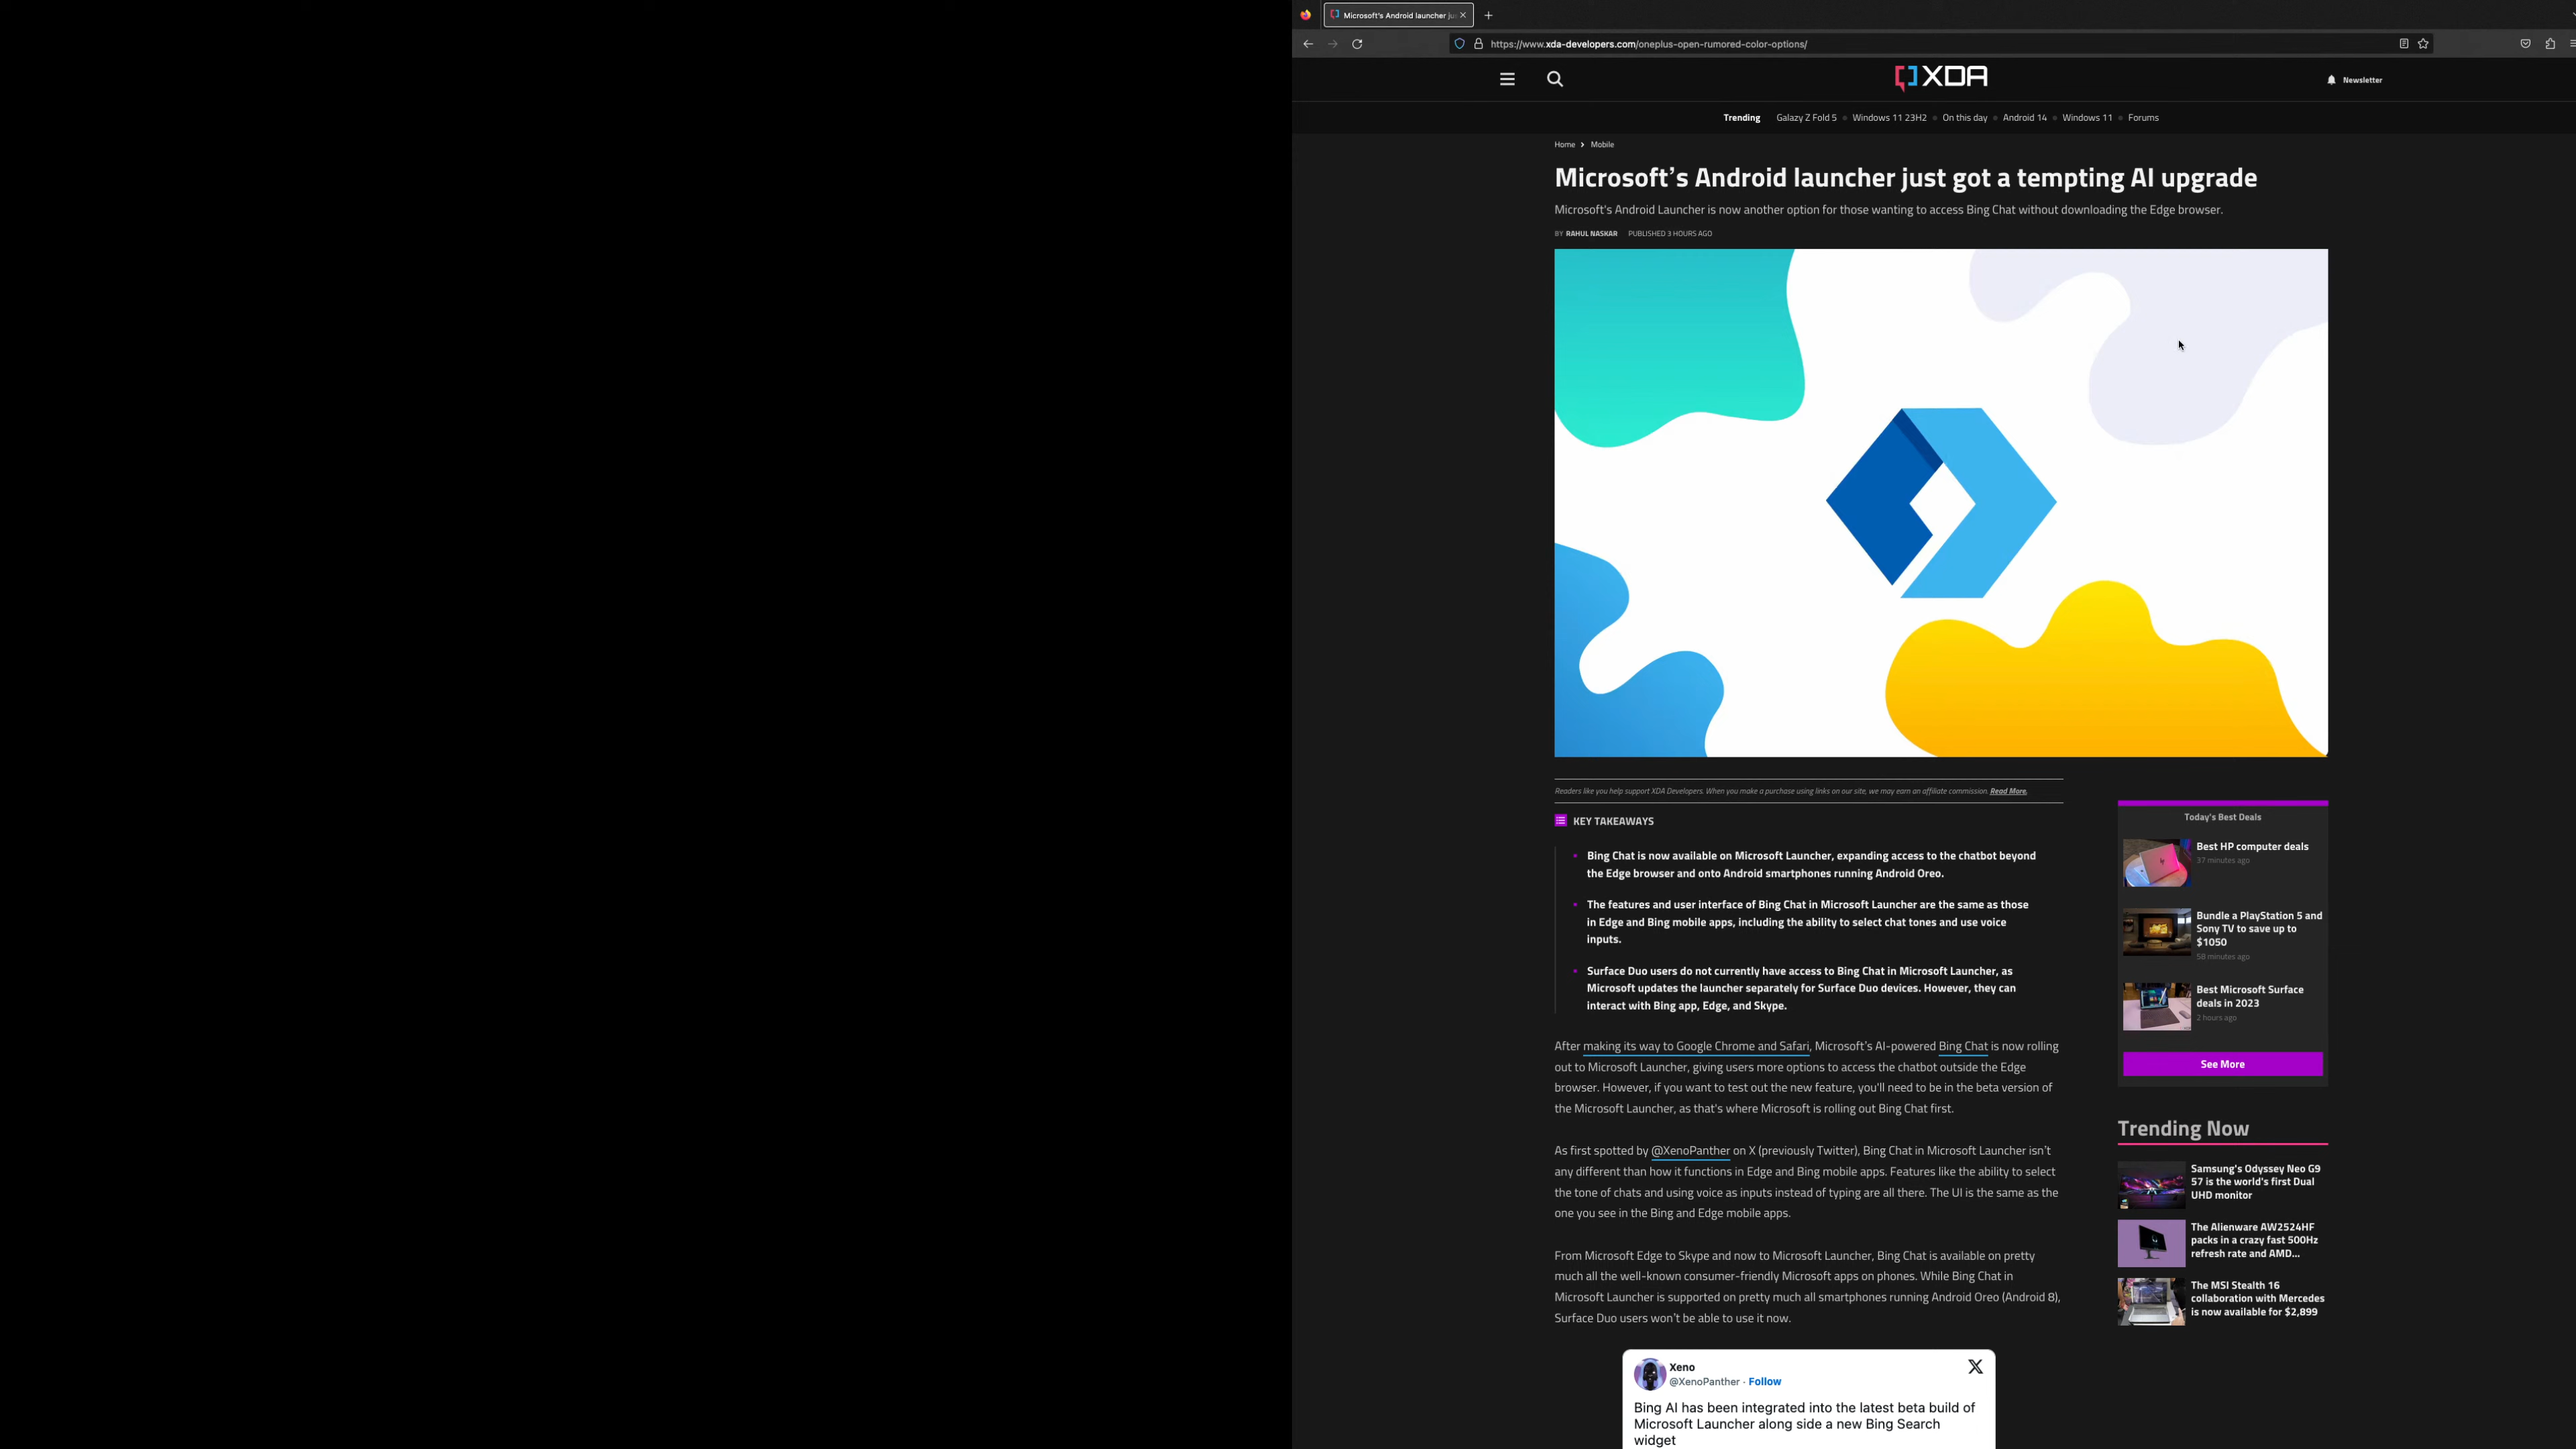 Microsoft's Android launcher ju
https://www.xda-developers.com/oneplus-open-rumored-color-options/
XDA
Newsletter
Trending Galazy Z Fold 5 Windows 11 23H2 On this day Android 14 Windows 11 Forums
Home Mobile
Microsoft's Android launcher just got a tempting AI upgrade
Microsoft's Android Launcher is now another option for those wanting to access Bing Chat without downloading the Edge browser.
BY RAHUL NASKAR PUBLISHED 3 HOURS AGO
Readers like you help support XDA Developers. When you make a purchase using links on our site, we may earn an affiliate commission. Read More.
KEY TAKEAWAYS
Bing Chat is now available on Microsoft Launcher, expanding access to the chatbot beyond
the Edge browser and onto Android smartphones running Android Oreo.
The features and user interface of Bing Chat in Microsoft Launcher are the same as those
in Edge and Bing mobile apps, including the ability to select chat tones and use voice
inputs.
Surface Duo users do not currently have access to Bing Chat in Microsoft Launcher, as
Microsoft updates the launcher separately for Surface Duo devices. However, they can
interact with Bing app, Edge, and Skype.
After making its way to Google Chrome and Safari, Microsoft's AI-powered Bing Chat is now rolling
out to Microsoft Launcher, giving users more options to access the chatbot outside the Edge
browser. However, if you want to test out the new feature, you'll need to be in the beta version of
the Microsoft Launcher, as that's where Microsoft is rolling out Bing Chat first.
As first spotted by @XenoPanther on X (previously Twitter), Bing Chat in Microsoft Launcher isn't
any different than how it functions in Edge and Bing mobile apps. Features like the ability to select
the tone of chats and using voice as inputs instead of typing are all there. The UI is the same as the
one you see in the Bing and Edge mobile apps.
From Microsoft Edge to Skype and now to Microsoft Launcher, Bing Chat is available on pretty
much all the well-known consumer-friendly Microsoft apps on phones. While Bing Chat in
Microsoft Launcher is supported on pretty much all smartphones running Android Oreo (Android 8),
Surface Duo users won't be able to use it now.
Xeno
@XenoPanther · Follow
Bing AI has been integrated into the latest beta build of
Microsoft Launcher along side a new Bing Search
widget
Today's Best Deals
Best HP computer deals
37 minutes ago
Bundle a PlayStation 5 and
Sony TV to save up to
$1050
58 minutes ago
Best Microsoft Surface
deals in 2023
2 hours ago
See More
Trending Now
Samsung's Odyssey Neo G9
57 is the world's first Dual
UHD monitor
The Alienware AW2524HF
packs in a crazy fast 500Hz
refresh rate and AMD...
The MSI Stealth 16
collaboration with Mercedes
is now available for $2,899